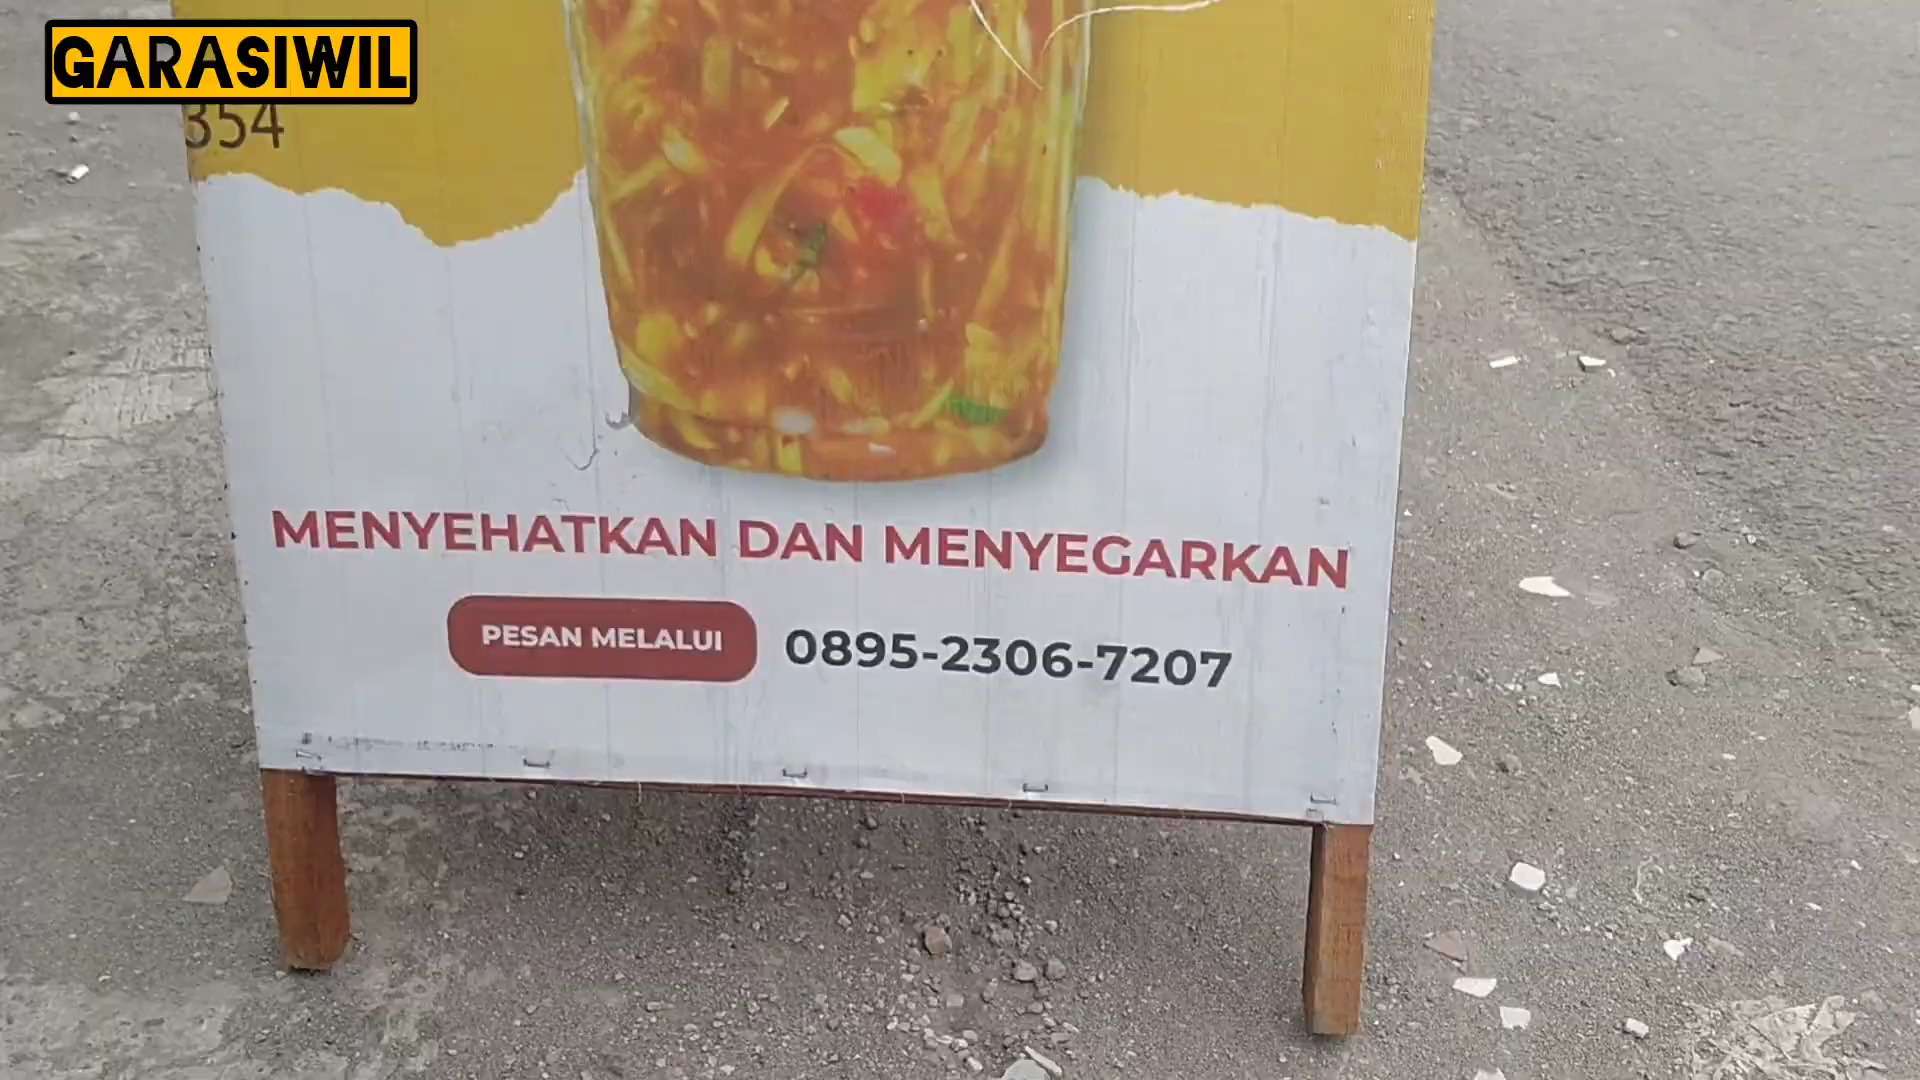 GARASIWIL
354
MENYEHATKAN DAN MENYEGARKAN
PESAN MELALUI 0895-2306-7207